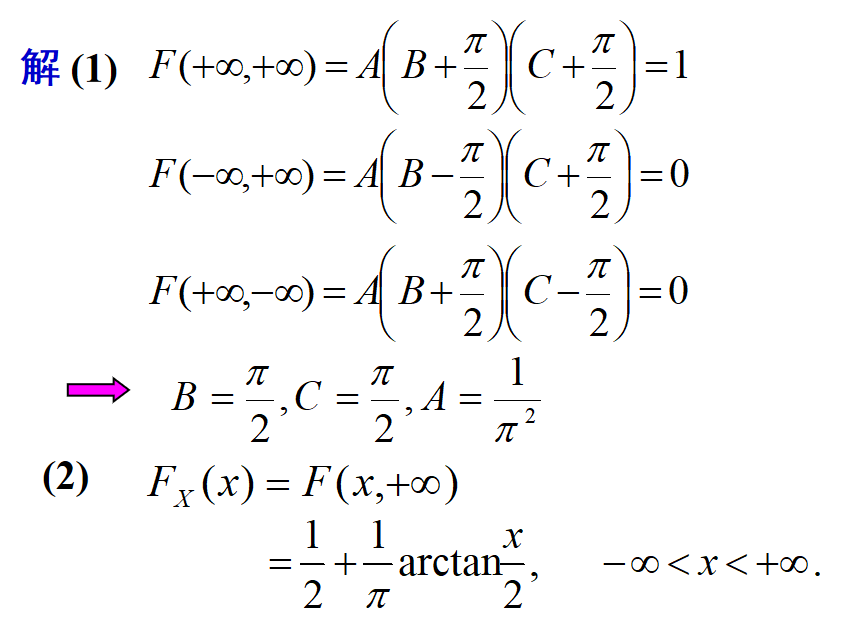 解 (1) F(+∞,+∞) = A(B + π/2)(C + π/2) = 1
F(−∞,+∞) = A(B − π/2)(C + π/2) = 0
F(+∞,−∞) = A(B + π/2)(C − π/2) = 0
B = π/2, C = π/2, A = 1/π²
(2) F_X(x) = F(x,+∞)
= 1/2 + 1/π arctan x/2, −∞ < x < +∞.